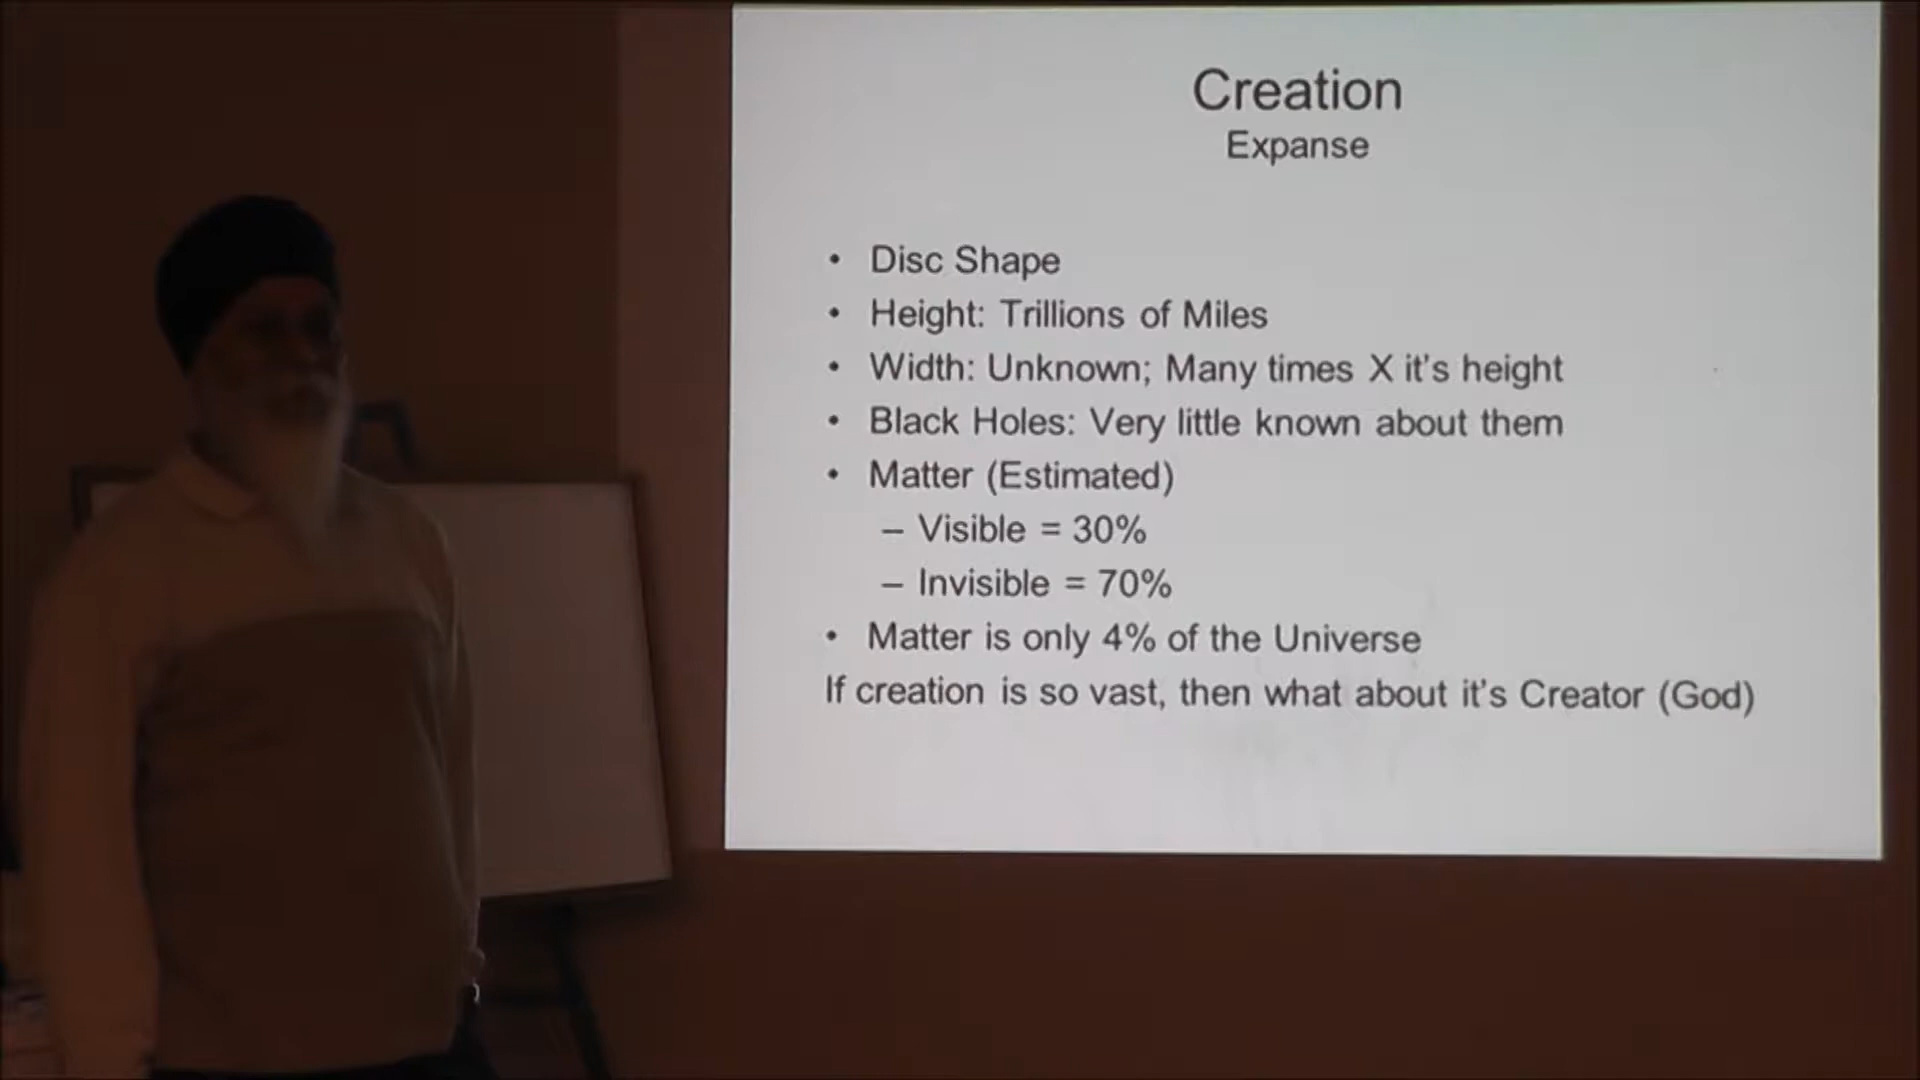 Creation
Expanse
• Disc Shape
• Height: Trillions of Miles
• Width: Unknown; Many times X it's height
• Black Holes: Very little known about them
• Matter (Estimated)
– Visible = 30%
– Invisible = 70%
• Matter is only 4% of the Universe
If creation is so vast, then what about it's Creator (God)